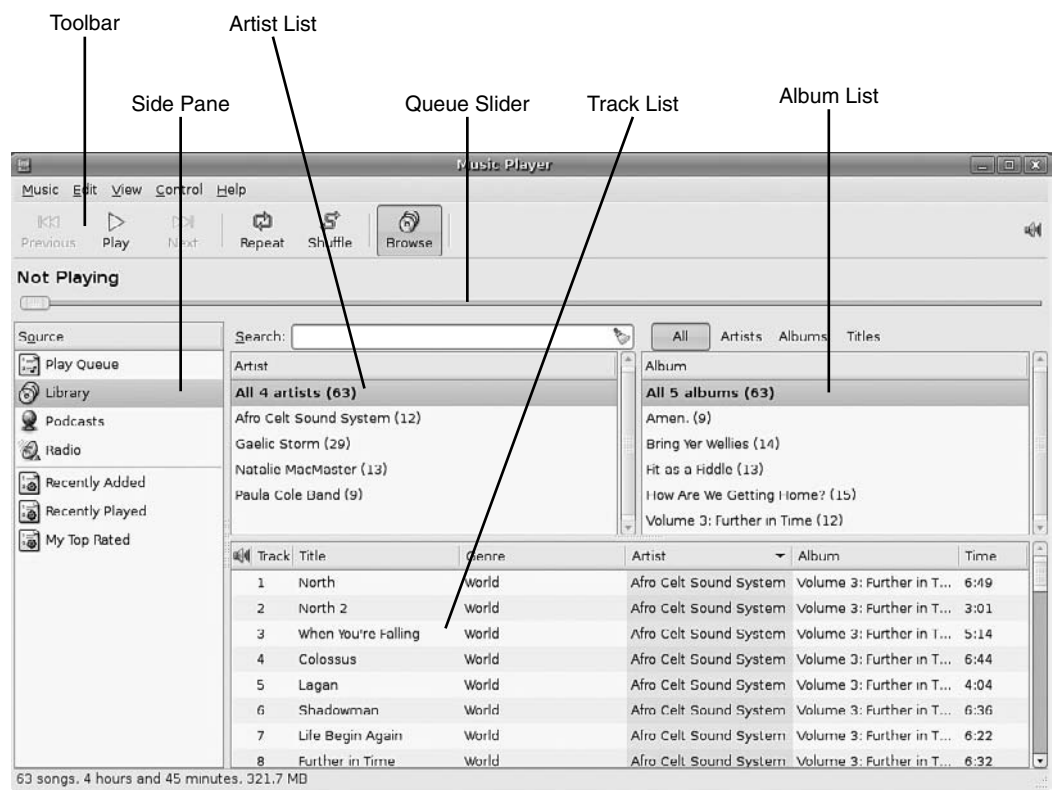 Toolbar
Artist List
Side Pane
Queue Slider
Track List
Album List
Music Player
Music Edit View Control Help
Previous Play Next Repeat Shuffle Browse
Not Playing
Source
Play Queue
Library
Podcasts
Radio
Recently Added
Recently Played
My Top Rated
Search:
All Artists Albums Titles
Artist
All 4 artists (63)
Afro Celt Sound System (12)
Gaelic Storm (29)
Natalie MacMaster (13)
Paula Cole Band (9)
Album
All 5 albums (63)
Amen. (9)
Bring Yer Wellies (14)
Fit as a Fiddle (13)
How Are We Getting Home? (15)
Volume 3: Further in Time (12)
Track Title Genre Artist Album Time
1 North World Afro Celt Sound System Volume 3: Further in T... 6:49
2 North 2 World Afro Celt Sound System Volume 3: Further in T... 3:01
3 When You're Falling World Afro Celt Sound System Volume 3: Further in T... 5:14
4 Colossus World Afro Celt Sound System Volume 3: Further in T... 6:44
5 Lagan World Afro Celt Sound System Volume 3: Further in T... 4:04
6 Shadowman World Afro Celt Sound System Volume 3: Further in T... 6:36
7 Life Begin Again World Afro Celt Sound System Volume 3: Further in T... 6:22
8 Further in Time World Afro Celt Sound System Volume 3: Further in T... 6:32
63 songs, 4 hours and 45 minutes, 321.7 MB